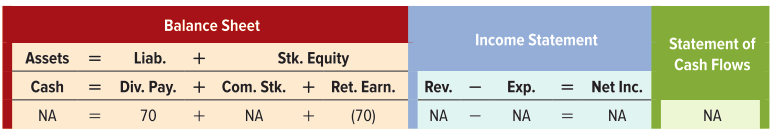 Balance Sheet
Income Statement
Statement of
Cash Flows
Assets = Liab. + Stk. Equity
Cash = Div. Pay. + Com. Stk. + Ret. Earn. Rev. − Exp. = Net Inc.
NA = 70 + NA + (70) NA − NA = NA NA